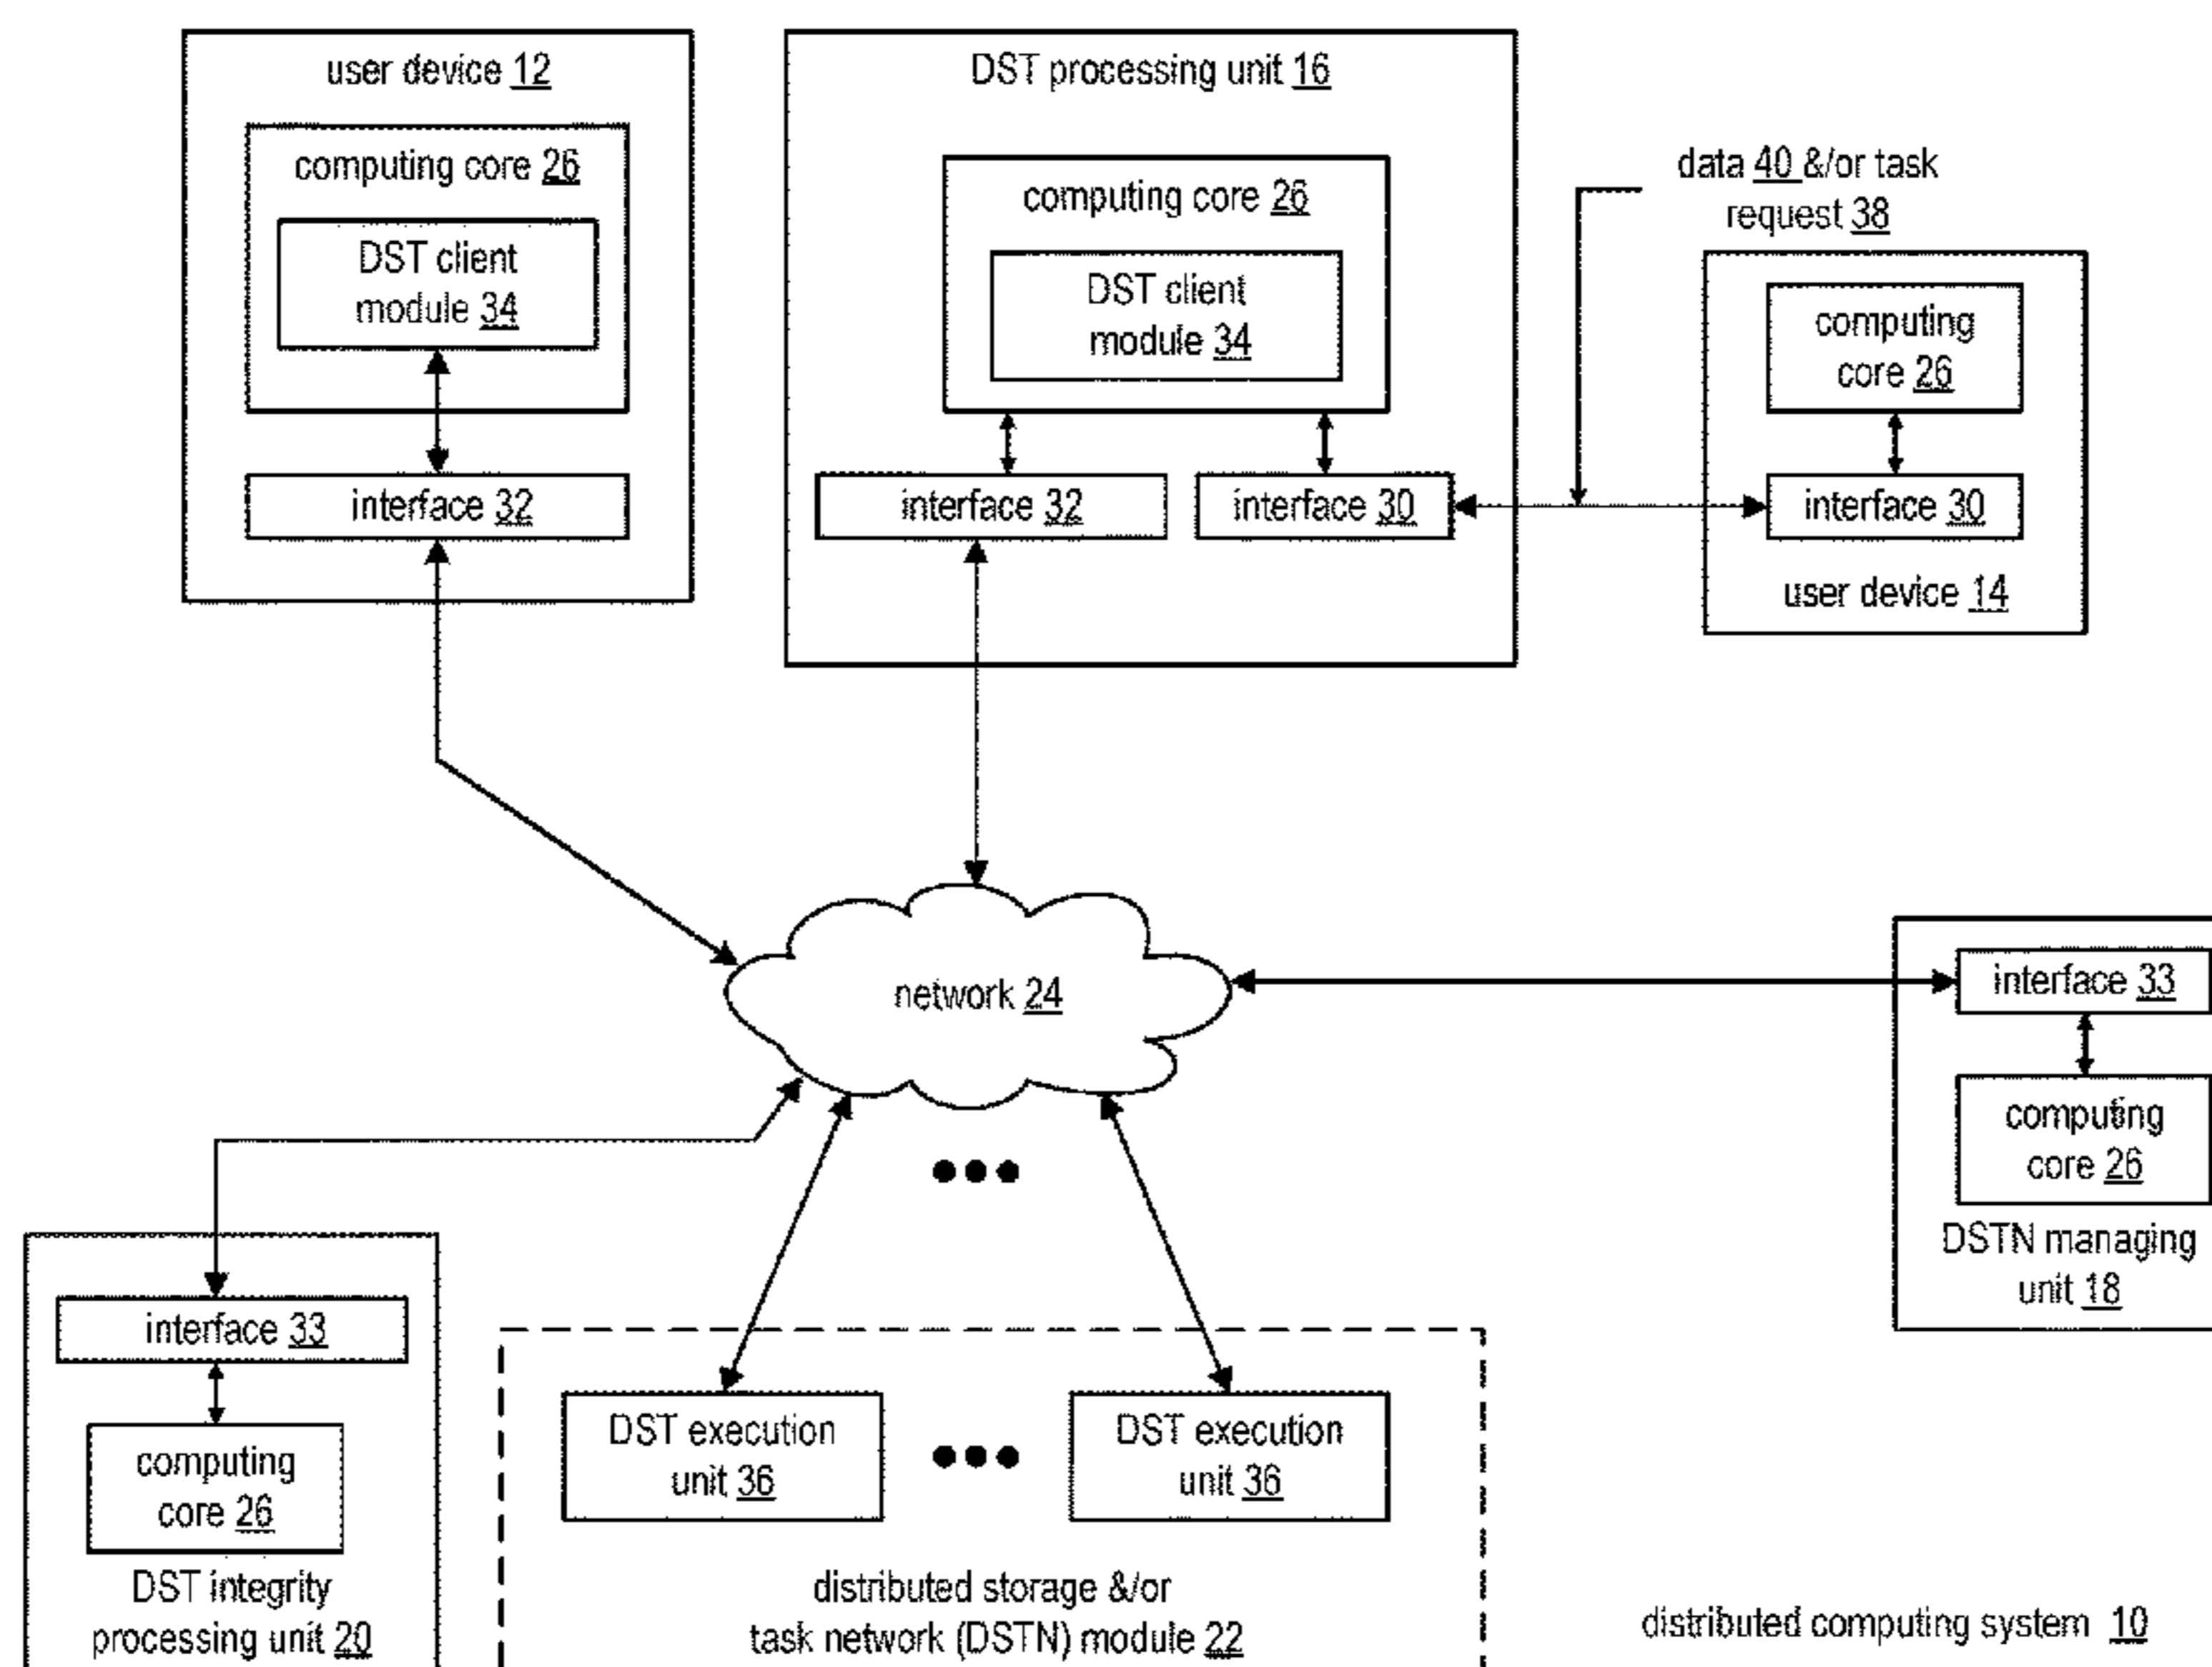 user device 12
computing core 26
DST client
module 34
interface 32
DST processing unit 16
computing core 26
DST client
module 34
interface 32
interface 30
data 40 &/or task
request 38
computing
core 26
interface 30
user device 14
network 24
interface 33
computing
core 26
DSTN managing
unit 18
interface 33
computing
core 26
DST integrity
processing unit 20
DST execution
unit 36
DST execution
unit 36
distributed storage &/or
task network (DSTN) module 22
distributed computing system 10